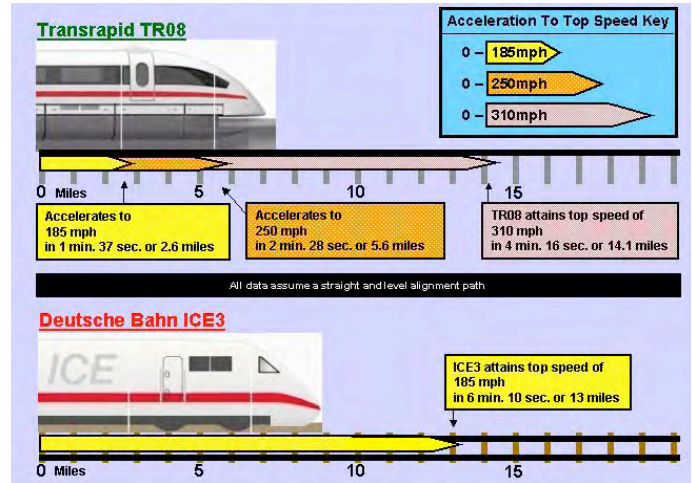 Transrapid TR08
Acceleration To Top Speed Key
0 – 185mph
0 – 250mph
0 – 310mph
0 Miles 5 10 15
Accelerates to
185 mph
in 1 min. 37 sec. or 2.6 miles
Accelerates to
250 mph
in 2 min. 28 sec. or 5.6 miles
TR08 attains top speed of
310 mph
in 4 min. 16 sec. or 14.1 miles
All data assume a straight and level alignment path
Deutsche Bahn ICE3
ICE
ICE3 attains top speed of
185 mph
in 6 min. 10 sec. or 13 miles
0 Miles 5 10 15